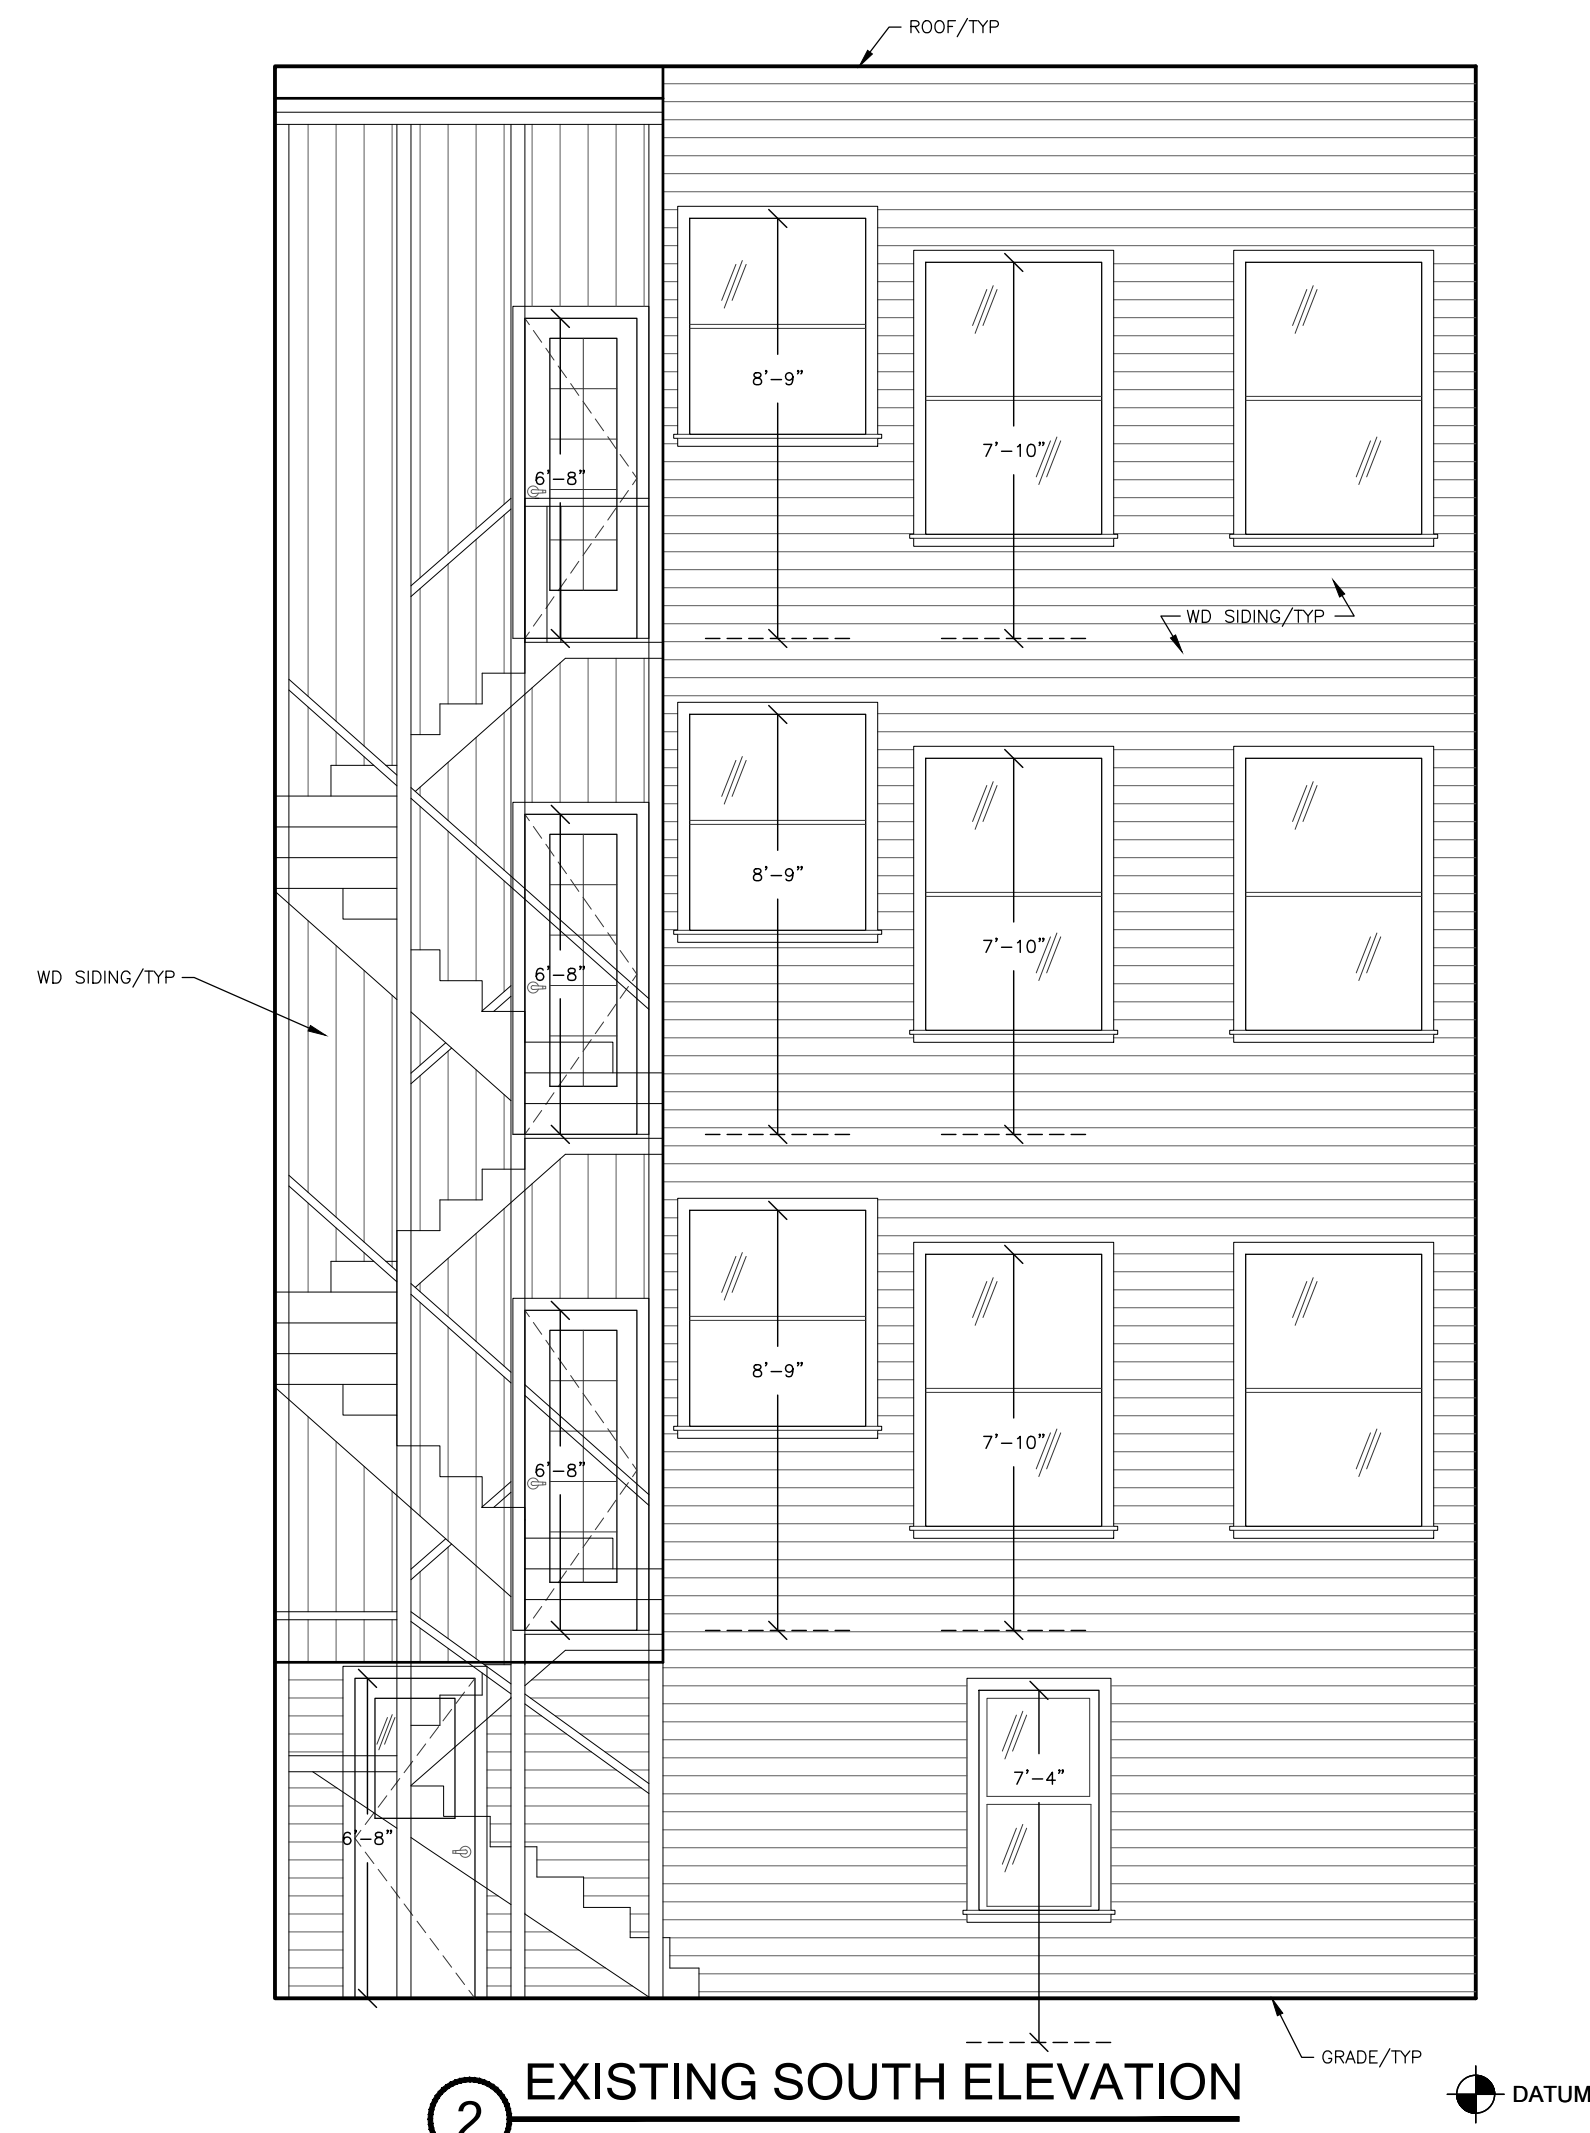 ROOF/TYP
8'-9"
7'-10"
6'-8"
WD SIDING/TYP
8'-9"
7'-10"
6'-8"
WD SIDING/TYP
8'-9"
7'-10"
6'-8"
7'-4"
6'-8"
GRADE/TYP
EXISTING SOUTH ELEVATION
2
DATUM